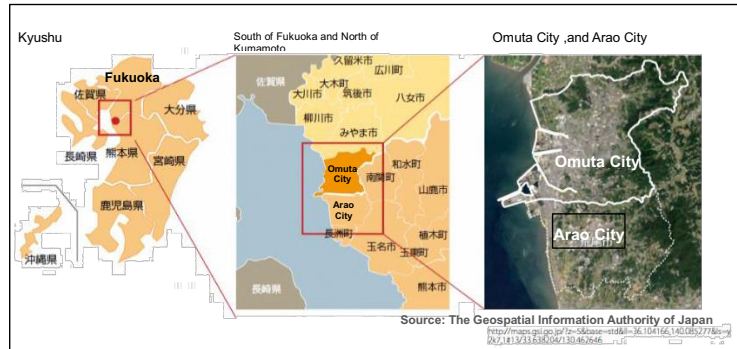 Kyushu
Fukuoka
佐賀県
大分県
長崎県
熊本県
宮崎県
鹿児島県
沖縄県
South of Fukuoka and North of
Kumamoto
佐賀県
久留米市
広川町
大木町
大川市
筑後市
八女市
柳川市
みやま市
Omuta
City
和水町
南関町
山鹿市
Arao
City
長洲町
玉名市
植木町
玉東町
熊本市
長崎県
Omuta City ,and Arao City
Omuta City
Arao City
Source: The Geospatial Information Authority of Japan